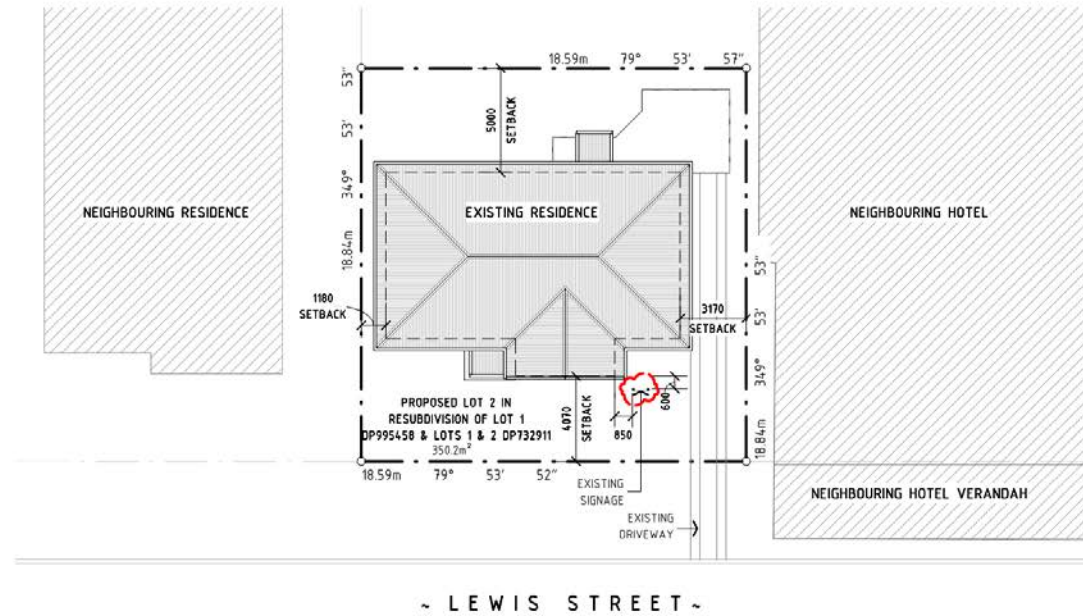 18.59m 79° 53' 57"
53"
53'
349°
18.84m
5000
SETBACK
NEIGHBOURING RESIDENCE
EXISTING RESIDENCE
NEIGHBOURING HOTEL
53"
53'
349°
18.84m
1180
SETBACK
3170
SETBACK
PROPOSED LOT 2 IN
RESUBDIVISION OF LOT 1
DP995458 & LOTS 1 & 2 DP732911
350.2m²
4070
SETBACK
850
600
18.59m 79° 53' 52"
EXISTING
SIGNAGE
EXISTING
DRIVEWAY
NEIGHBOURING HOTEL VERANDAH
~ LEWIS STREET ~